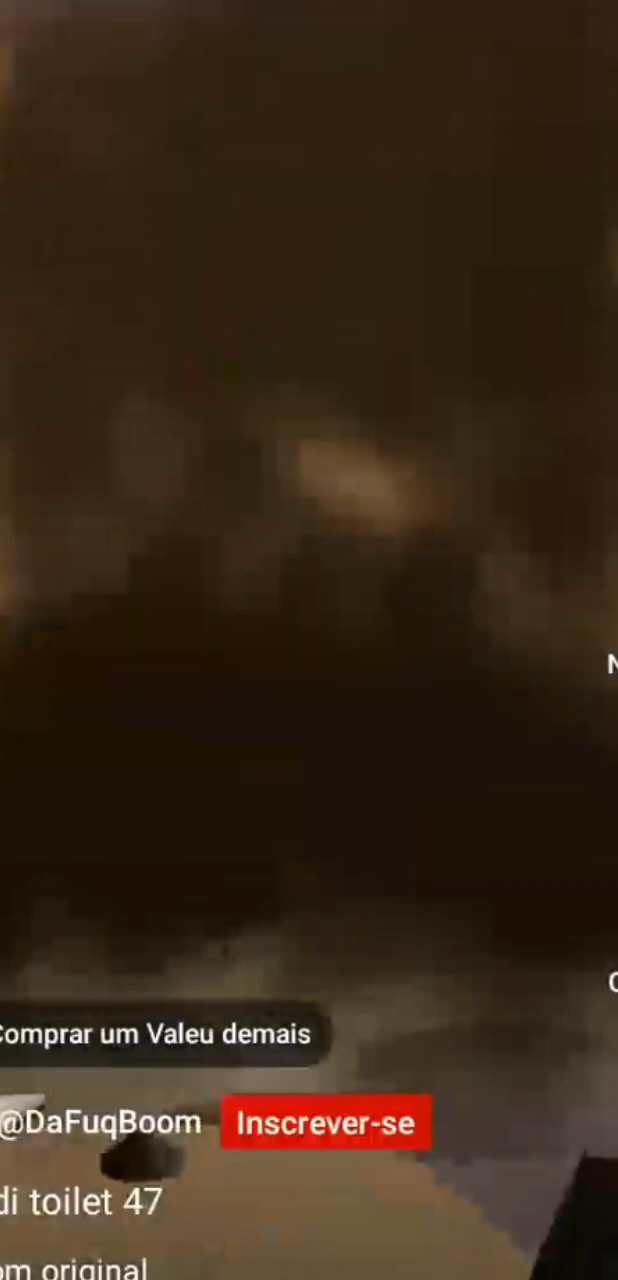 N
Comprar um Valeu demais
@DaFuqBoom Inscrever-se
di toilet 47
om original